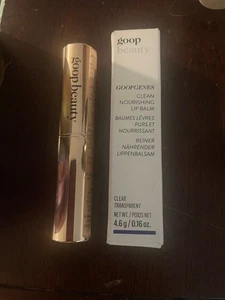 goop beauty
goop
beauty
GOOPGENES
CLEAN
NOURISHING
LIP BALM
BAUMES LÈVRES
PURS ET
NOURRISSANT
REINER
NÄHRENDER
LIPPENBALSAM
CLEAR
TRANSPARENT
NET WT. / POIDS NET
4.6 g / 0.16 oz.